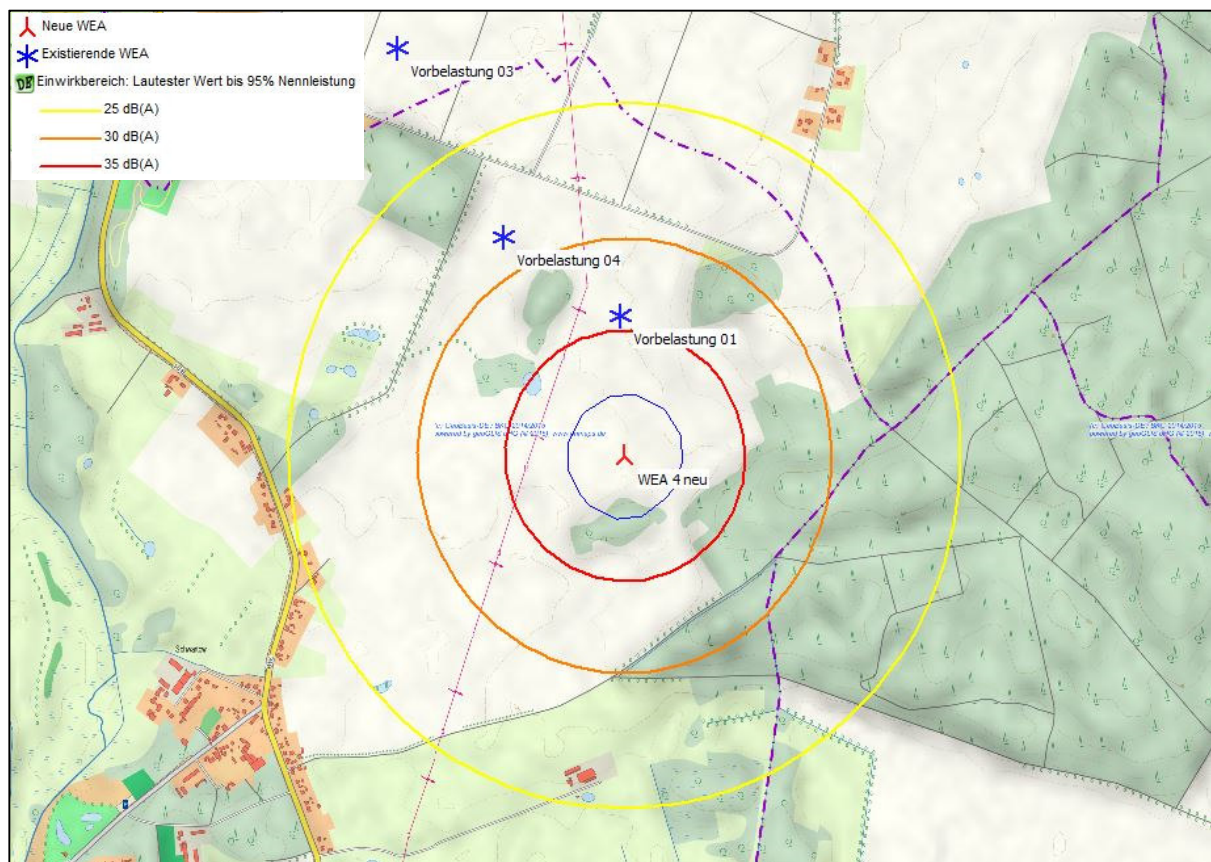 Neue WEA
Existierende WEA
Einwirkbereich: Lautester Wert bis 95% Nennleistung
25 dB(A)
30 dB(A)
35 dB(A)
Vorbelastung 03
Vorbelastung 04
Vorbelastung 01
WEA 4 neu